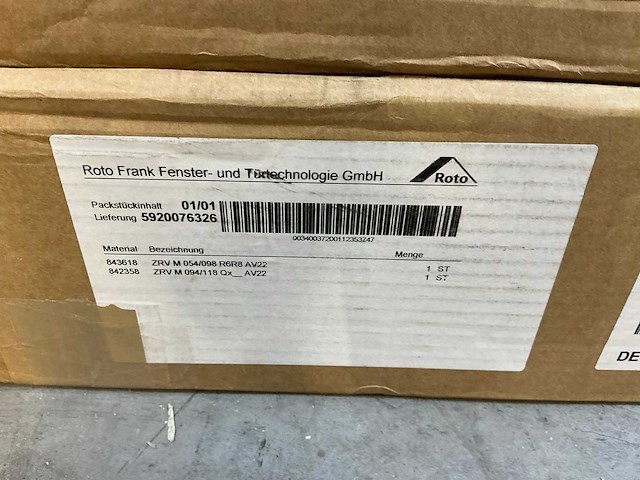 Roto Frank Fenster- und Türtechnologie GmbH
Roto
Packstückinhalt 01/01
Lieferung 5920076326
00340037200112353747
Material Bezeichnung Menge
843618 ZRV M 054/098 R6R8 AV22 1 ST
842358 ZRV M 094/118 Qx__ AV22 1 ST
DE